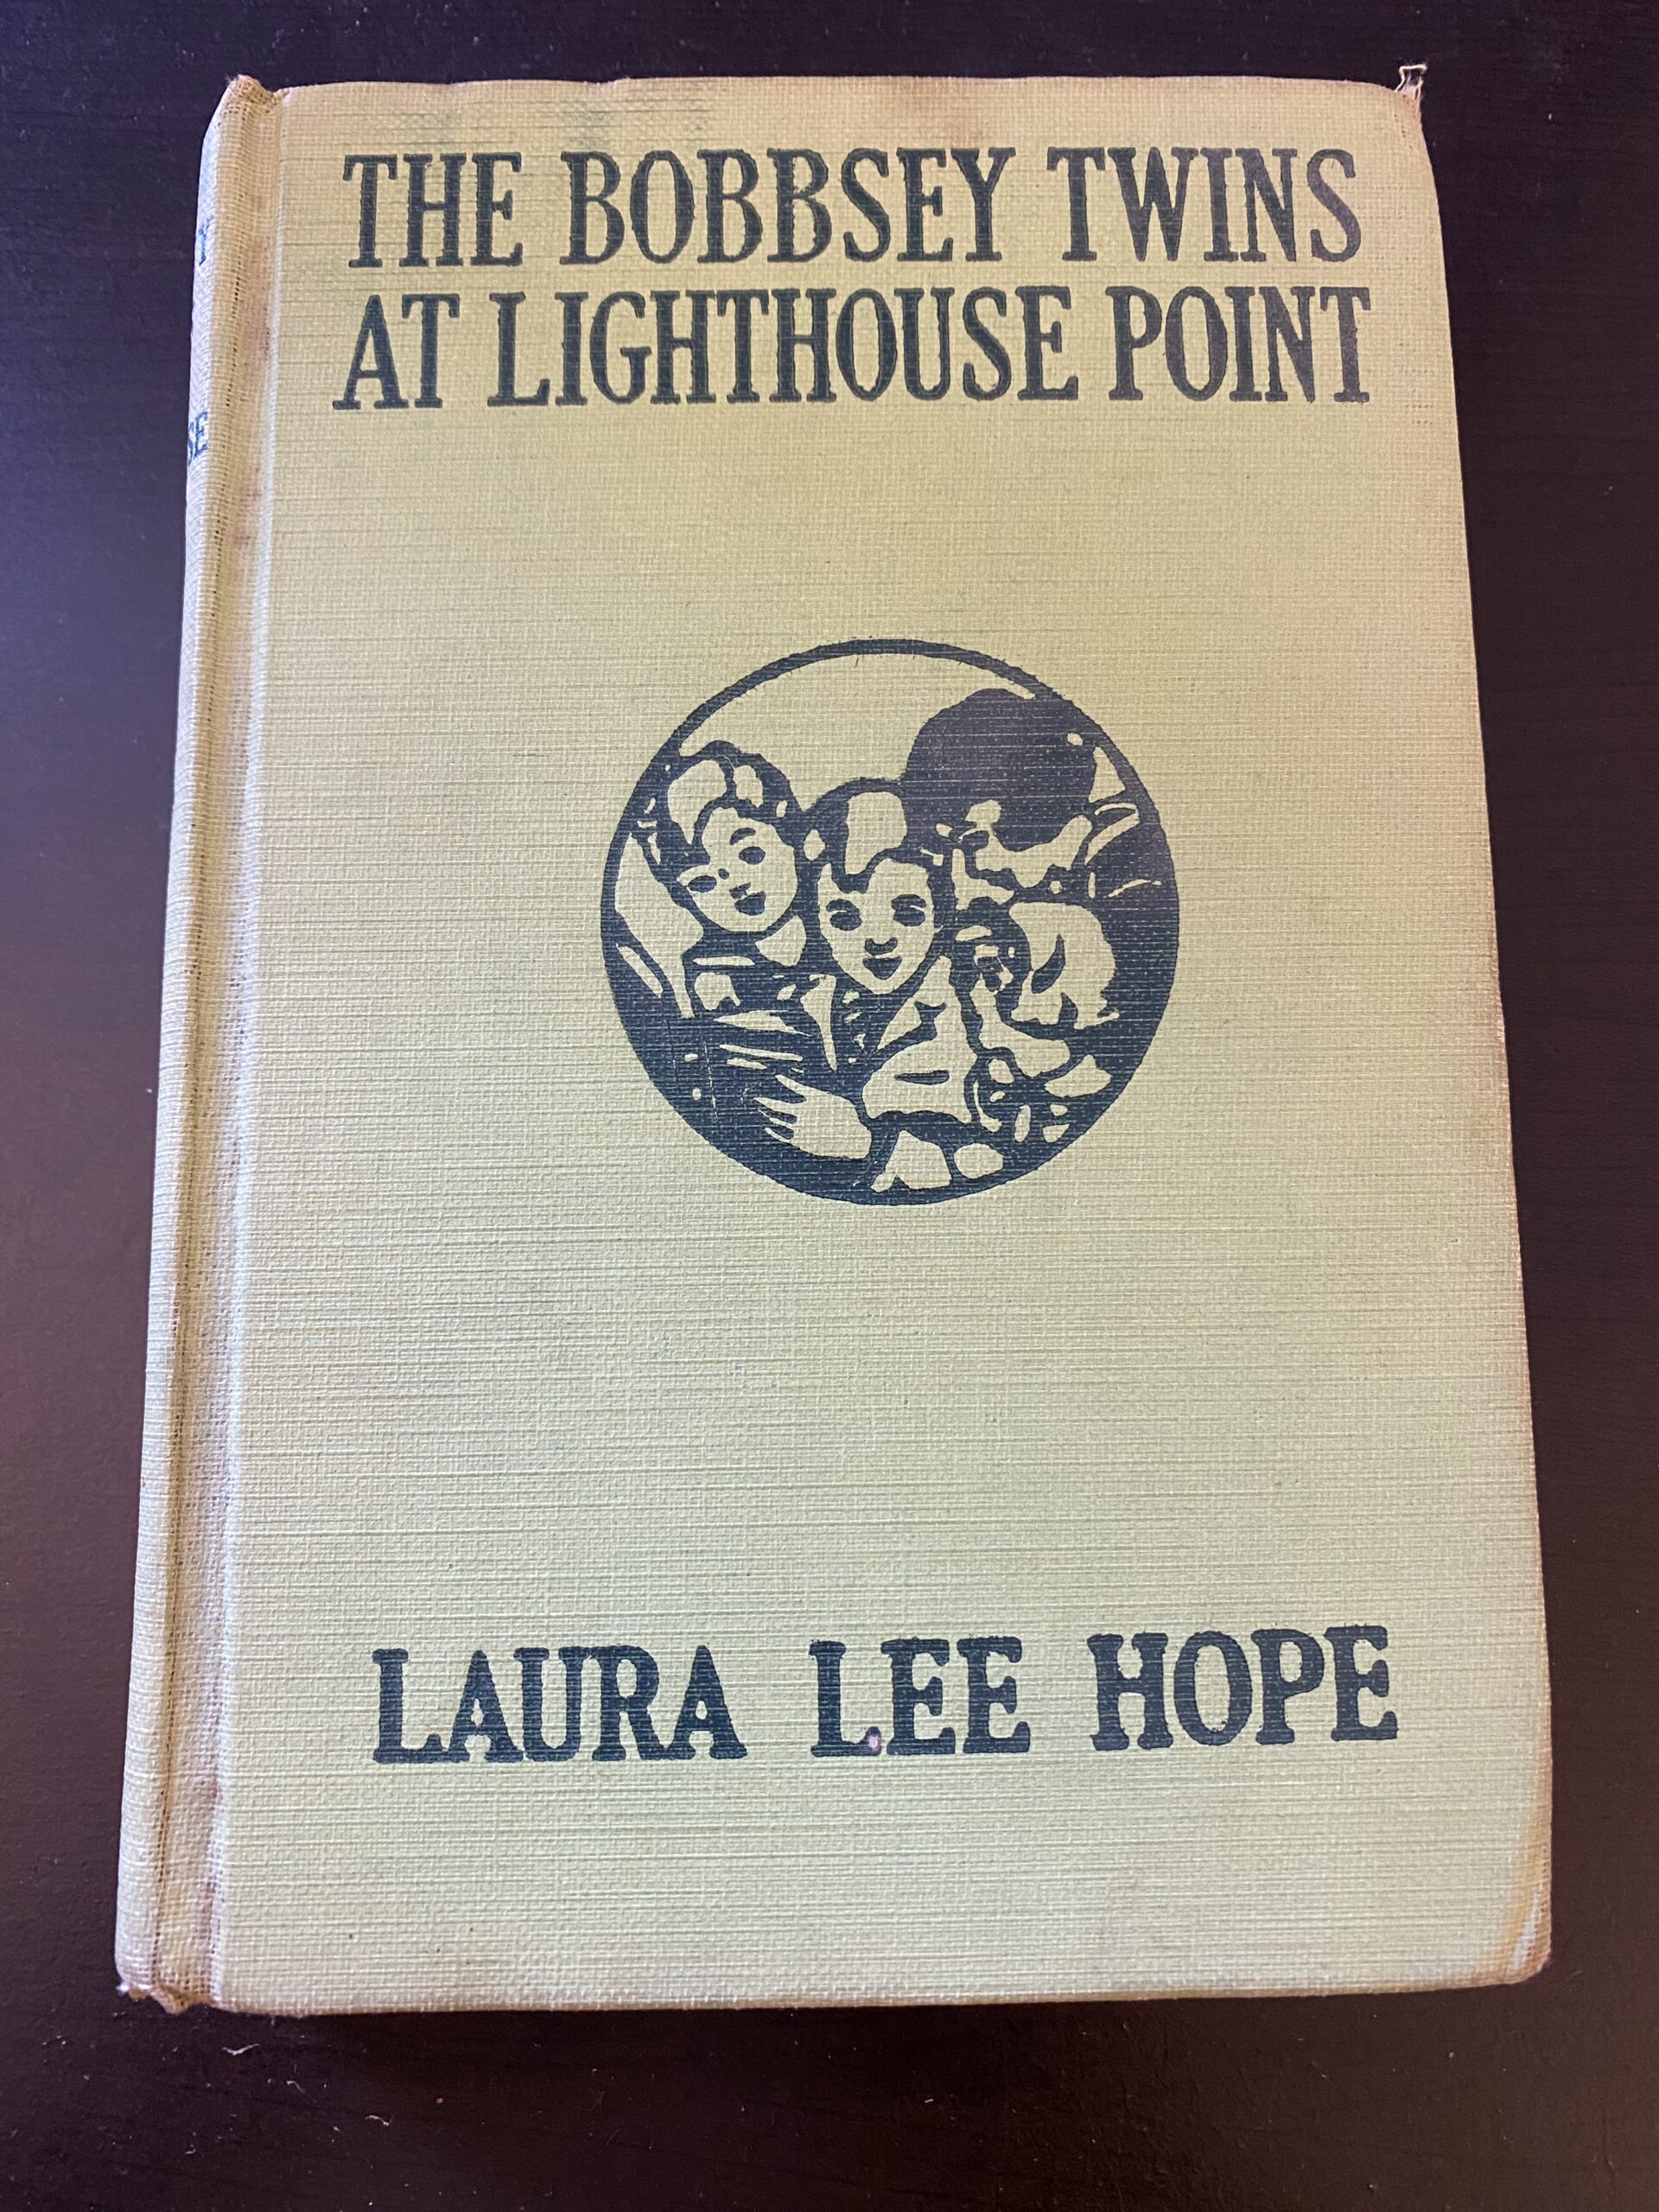 THE BOBBSEY TWINS
AT LIGHTHOUSE POINT
LAURA LEE HOPE